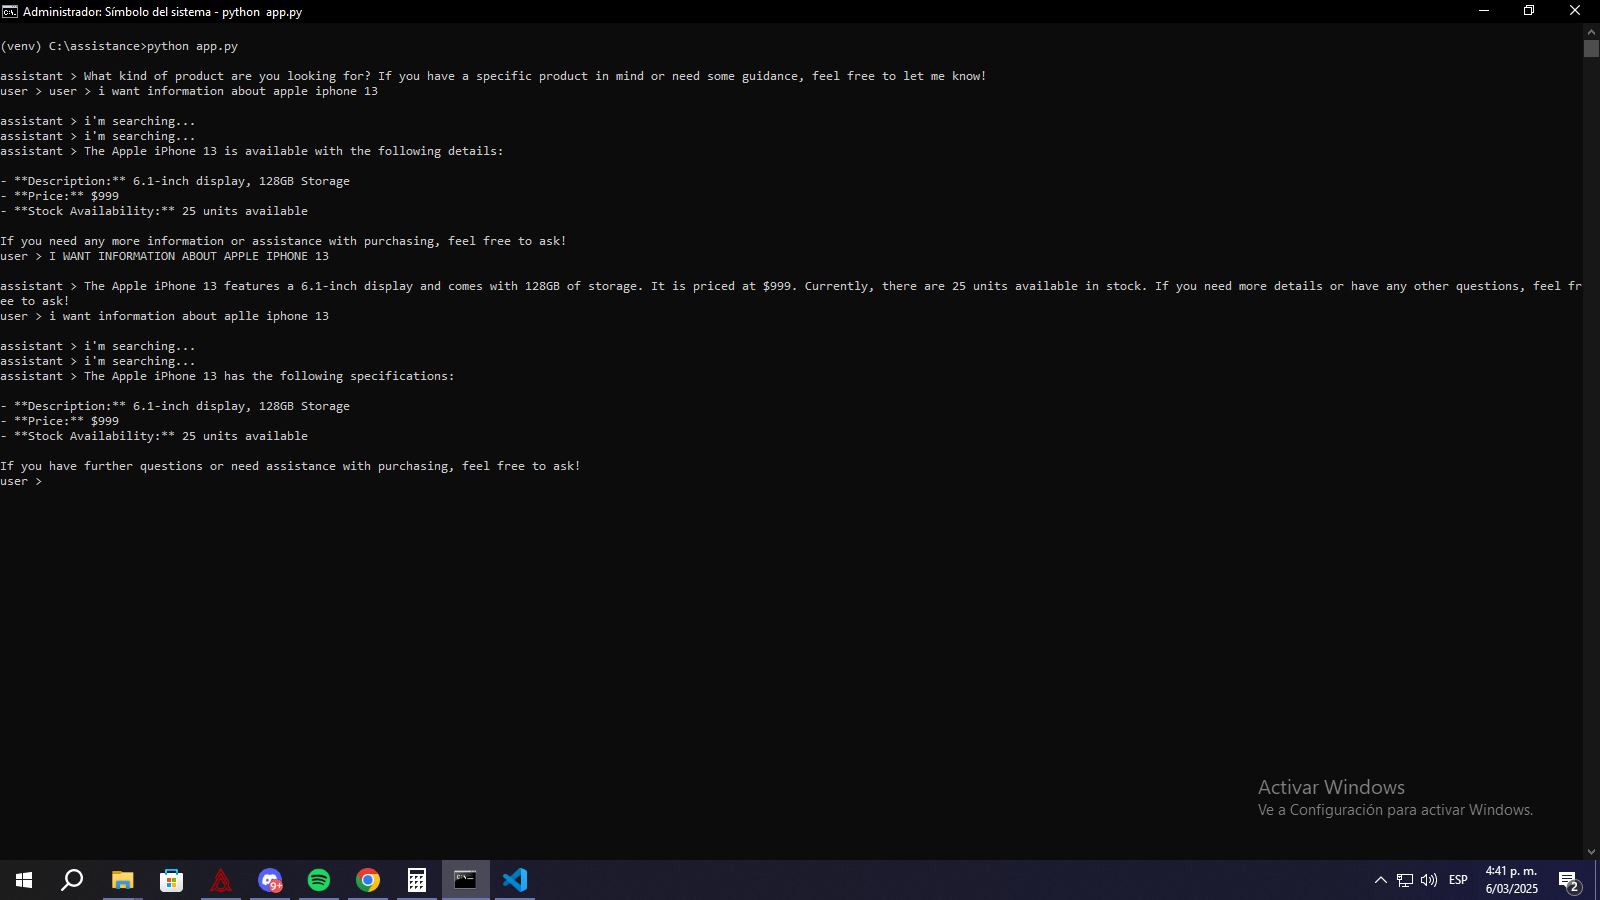 Administrador: Símbolo del sistema - python  app.py
(venv) C:\assistance>python app.py
assistant > What kind of product are you looking for? If you have a specific product in mind or need some guidance, feel free to let me know!
user > user > i want information about apple iphone 13
assistant > i'm searching...
assistant > i'm searching...
assistant > The Apple iPhone 13 is available with the following details:
- **Description:** 6.1-inch display, 128GB Storage
- **Price:** $999
- **Stock Availability:** 25 units available
If you need any more information or assistance with purchasing, feel free to ask!
user > I WANT INFORMATION ABOUT APPLE IPHONE 13
assistant > The Apple iPhone 13 features a 6.1-inch display and comes with 128GB of storage. It is priced at $999. Currently, there are 25 units available in stock. If you need more details or have any other questions, feel fr
ee to ask!
user > i want information about aplle iphone 13
assistant > i'm searching...
assistant > i'm searching...
assistant > The Apple iPhone 13 has the following specifications:
- **Description:** 6.1-inch display, 128GB Storage
- **Price:** $999
- **Stock Availability:** 25 units available
If you have further questions or need assistance with purchasing, feel free to ask!
user >
Activar Windows
Ve a Configuración para activar Windows.
9+
ESP
4:41 p. m.
6/03/2025
2